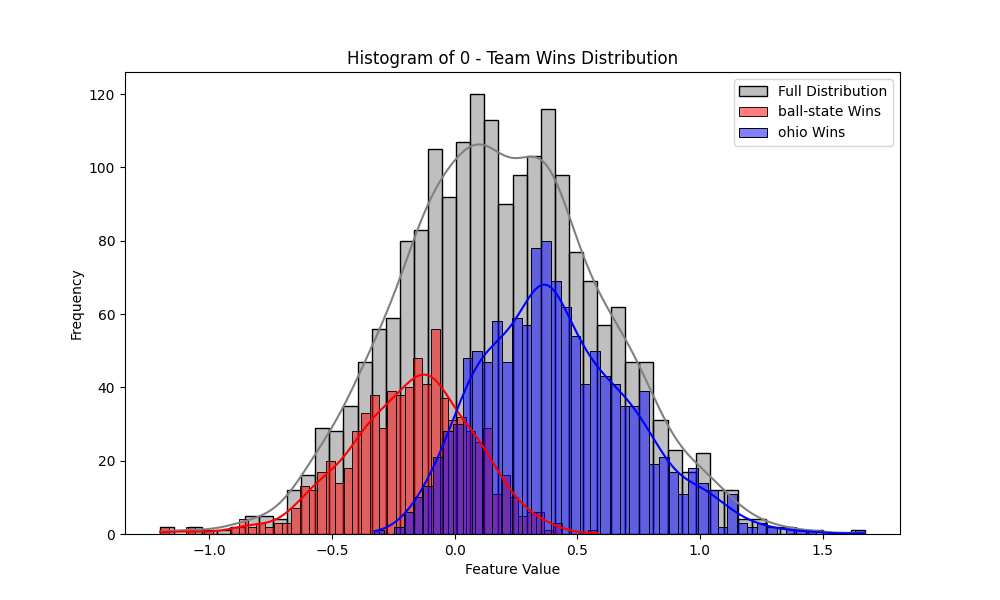 Histogram of 0 - Team Wins Distribution
Full Distribution
ball-state Wins
ohio Wins
Frequency
120
100
80
60
40
20
0
−1.0 −0.5 0.0 0.5 1.0 1.5
Feature Value